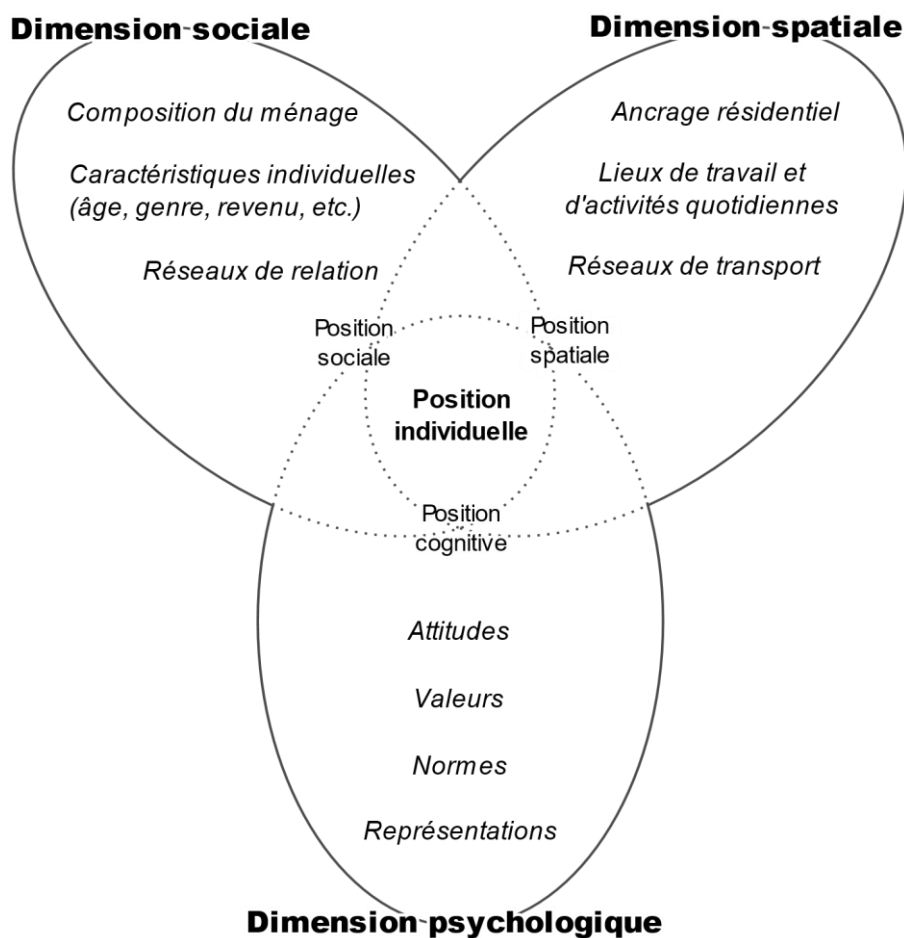 Dimension sociale
Dimension spatiale
Composition du ménage
Caractéristiques individuelles
(âge, genre, revenu, etc.)
Réseaux de relation
Ancrage résidentiel
Lieux de travail et
d'activités quotidiennes
Réseaux de transport
Position
sociale
Position
spatiale
Position
individuelle
Position
cognitive
Attitudes
Valeurs
Normes
Représentations
Dimension psychologique